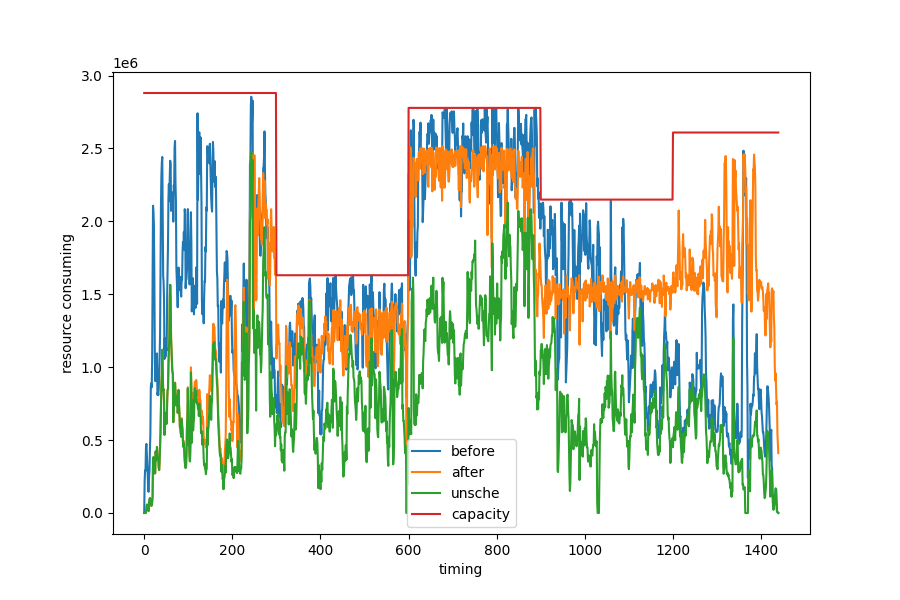 1e6
3.0
2.5
2.0
1.5
1.0
0.5
0.0
resource consuming
before
after
unsche
capacity
0 200 400 600 800 1000 1200 1400
timing